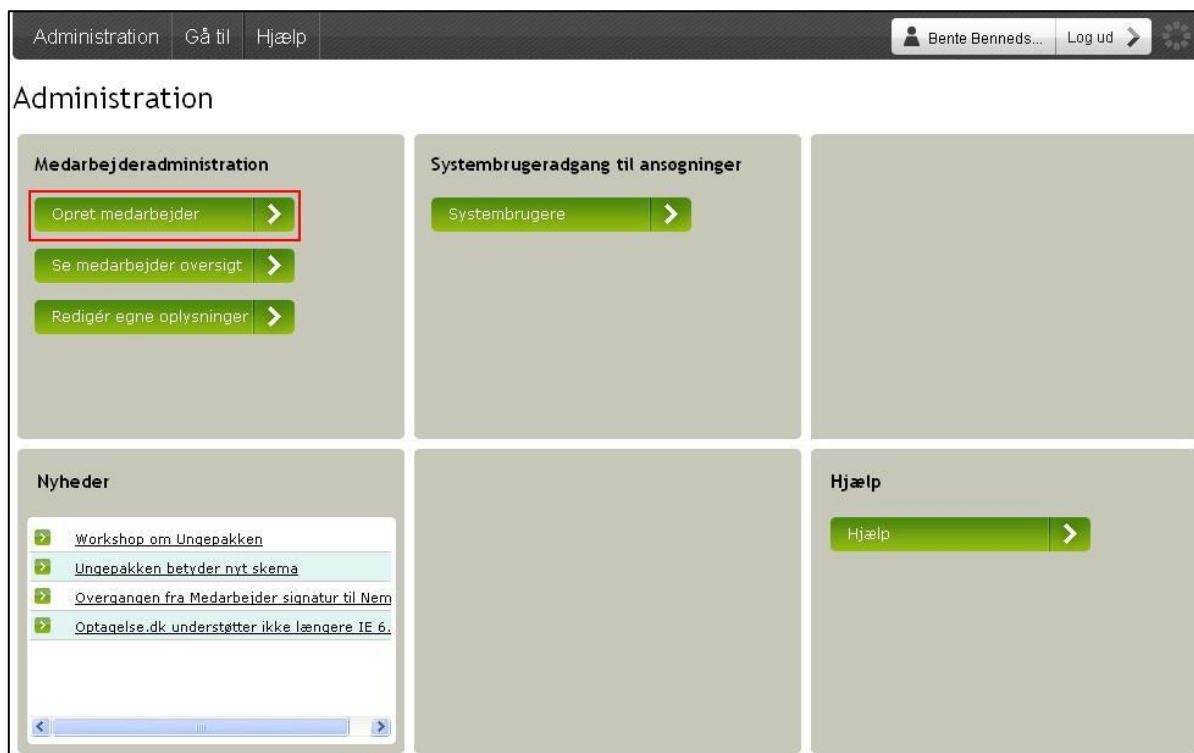 Administration Gå til Hjælp Bente Benneds... Log ud
Administration
Medarbejderadministration
Opret medarbejder
Se medarbejder oversigt
Redigér egne oplysninger
Systembrugeradgang til ansøgninger
Systembrugere
Nyheder
Workshop om Ungepakken
Ungepakken betyder nyt skema
Overgangen fra Medarbejder signatur til Nem
Optagelse.dk understøtter ikke længere IE 6.
Hjælp
Hjælp